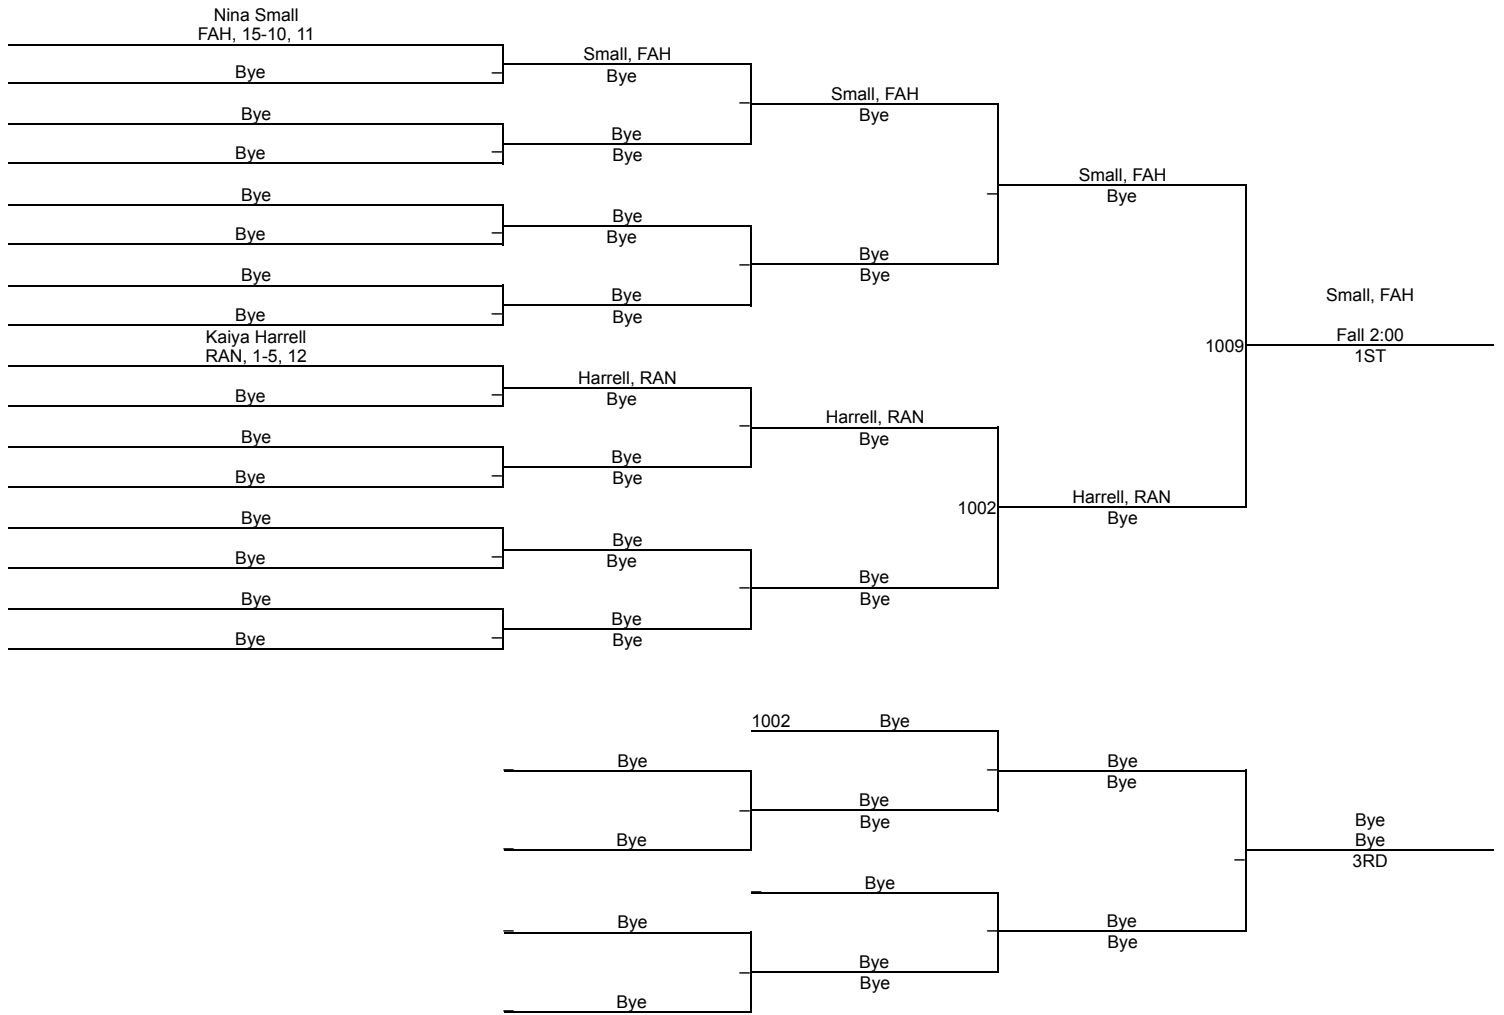 Nina Small
FAH, 15-10, 11
Bye
Bye
Bye
Bye
Bye
Bye
Bye
Kaiya Harrell
RAN, 1-5, 12
Bye
Bye
Bye
Bye
Bye
Bye
Bye
Small, FAH
Bye
Bye
Bye
Bye
Bye
Bye
Bye
Harrell, RAN
Bye
Bye
Bye
Bye
Bye
Bye
Bye
Small, FAH
Bye
Bye
Bye
Harrell, RAN
Bye
1002
Bye
Bye
Small, FAH
Bye
1009
Harrell, RAN
Bye
Small, FAH
Fall 2:00
1ST
Bye
Bye
Bye
Bye
1002 Bye
Bye
Bye
Bye
Bye
Bye
Bye
Bye
Bye
Bye
Bye
Bye
3RD